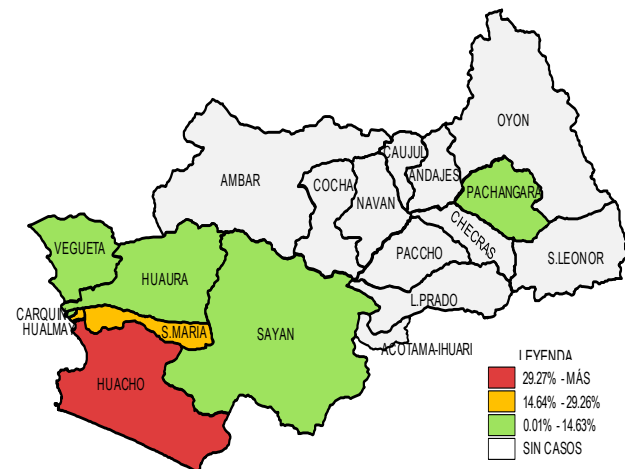 OYON
CAUJUL
ANDAJES
AMBAR
COCHA
NAVAN
PACHANGARA
CHECRAS
VEGUETA
HUAURA
PACCHO
S.LEONOR
L.PRADO
CARQUIN
HUALMAY
S.MARIA
SAYAN
ACOTAMA-IHUARI
HUACHO
LEYENDA
29.27% - MÁS
14.64% - 29.26%
0.01% - 14.63%
SIN CASOS